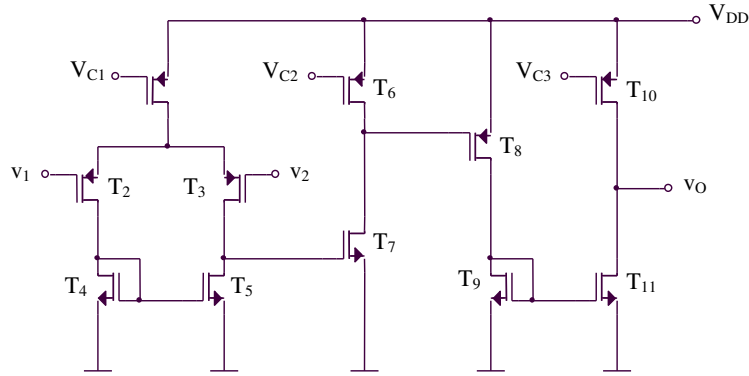 V_DD
V_C1
V_C2
T_6
V_C3
T_10
T_8
v_1
T_2
T_3
v_2
v_O
T_7
T_4
T_5
T_9
T_11